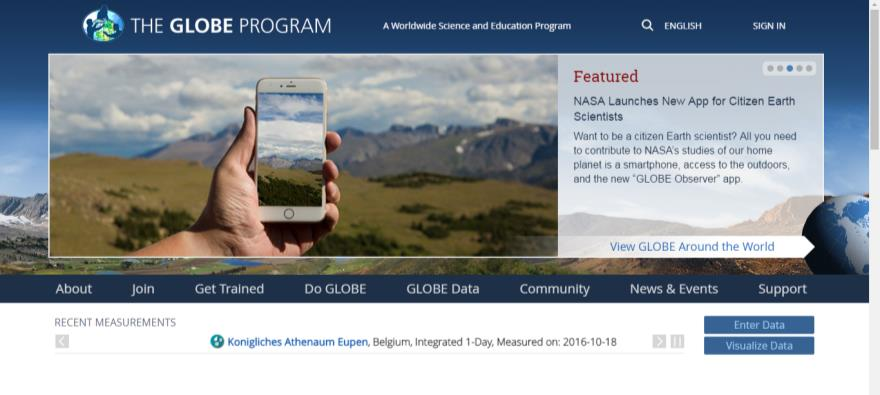 THE GLOBE PROGRAM
A Worldwide Science and Education Program
ENGLISH
SIGN IN
Featured
NASA Launches New App for Citizen Earth
Scientists
Want to be a citizen Earth scientist? All you need
to contribute to NASA's studies of our home
planet is a smartphone, access to the outdoors,
and the new "GLOBE Observer" app.
View GLOBE Around the World
About
Join
Get Trained
Do GLOBE
GLOBE Data
Community
News & Events
Support
RECENT MEASUREMENTS
Konigliches Athenaum Eupen, Belgium, Integrated 1-Day, Measured on: 2016-10-18
Enter Data
Visualize Data